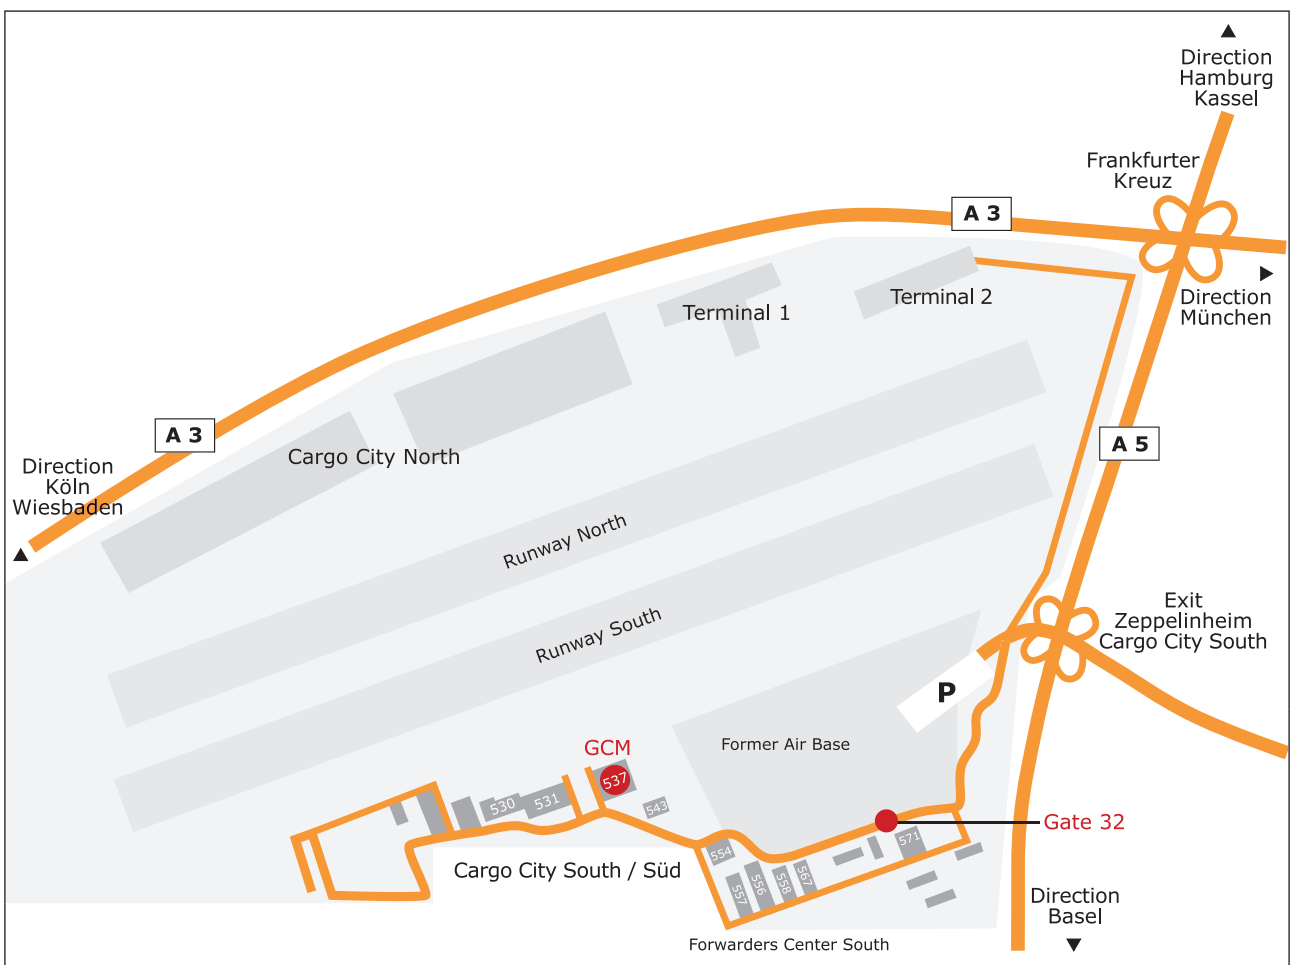 Direction
Hamburg
Kassel
Frankfurter
Kreuz
A 3
Direction
München
Terminal 1
Terminal 2
A 3
Cargo City North
A 5
Direction
Köln
Wiesbaden
Runway North
Runway South
Exit
Zeppelinheim
Cargo City South
P
Former Air Base
GCM
537
530
531
543
Gate 32
571
554
Cargo City South / Süd
557
556
558
567
Direction
Basel
Forwarders Center South